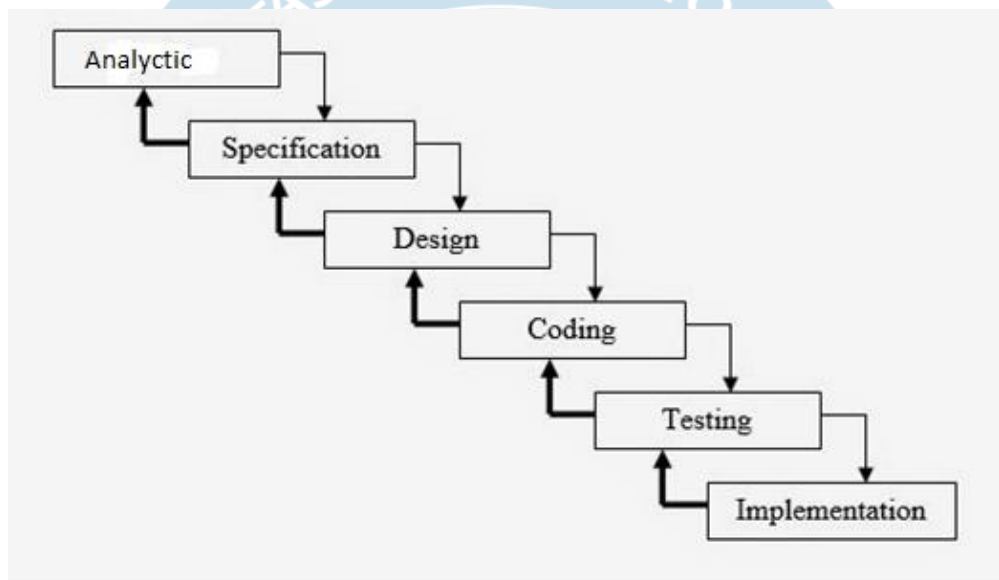 Analyctic
Specification
Design
Coding
Testing
Implementation